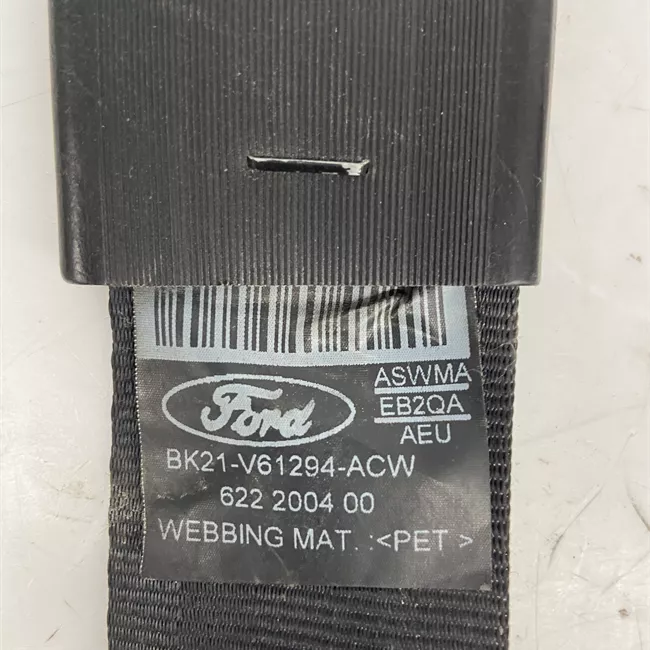 Ford
ASWMA
EB2QA
AEU
BK21-V61294-ACW
622 2004 00
WEBBING MAT. :<PET >